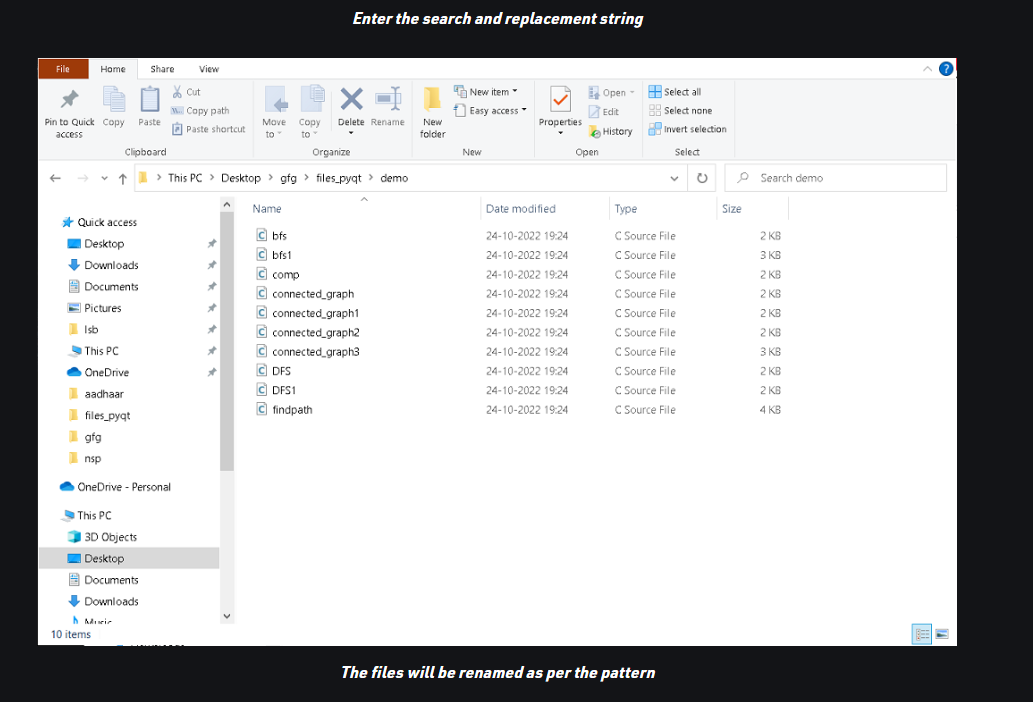 Enter the search and replacement string
File Home Share View
Pin to Quick access
Copy
Paste
Cut
Copy path
Paste shortcut
Clipboard
Move to
Copy to
Delete
Rename
Organize
New folder
New item
Easy access
New
Properties
Open
Edit
History
Open
Select all
Select none
Invert selection
Select
This PC > Desktop > gfg > files_pyqt > demo
Search demo
Quick access
Desktop
Downloads
Documents
Pictures
lsb
This PC
OneDrive
aadhaar
files_pyqt
gfg
nsp
OneDrive - Personal
This PC
3D Objects
Desktop
Documents
Downloads
Music
Name Date modified Type Size
bfs 24-10-2022 19:24 C Source File 2 KB
bfs1 24-10-2022 19:24 C Source File 3 KB
comp 24-10-2022 19:24 C Source File 2 KB
connected_graph 24-10-2022 19:24 C Source File 2 KB
connected_graph1 24-10-2022 19:24 C Source File 2 KB
connected_graph2 24-10-2022 19:24 C Source File 2 KB
connected_graph3 24-10-2022 19:24 C Source File 3 KB
DFS 24-10-2022 19:24 C Source File 2 KB
DFS1 24-10-2022 19:24 C Source File 2 KB
findpath 24-10-2022 19:24 C Source File 4 KB
10 items
The files will be renamed as per the pattern